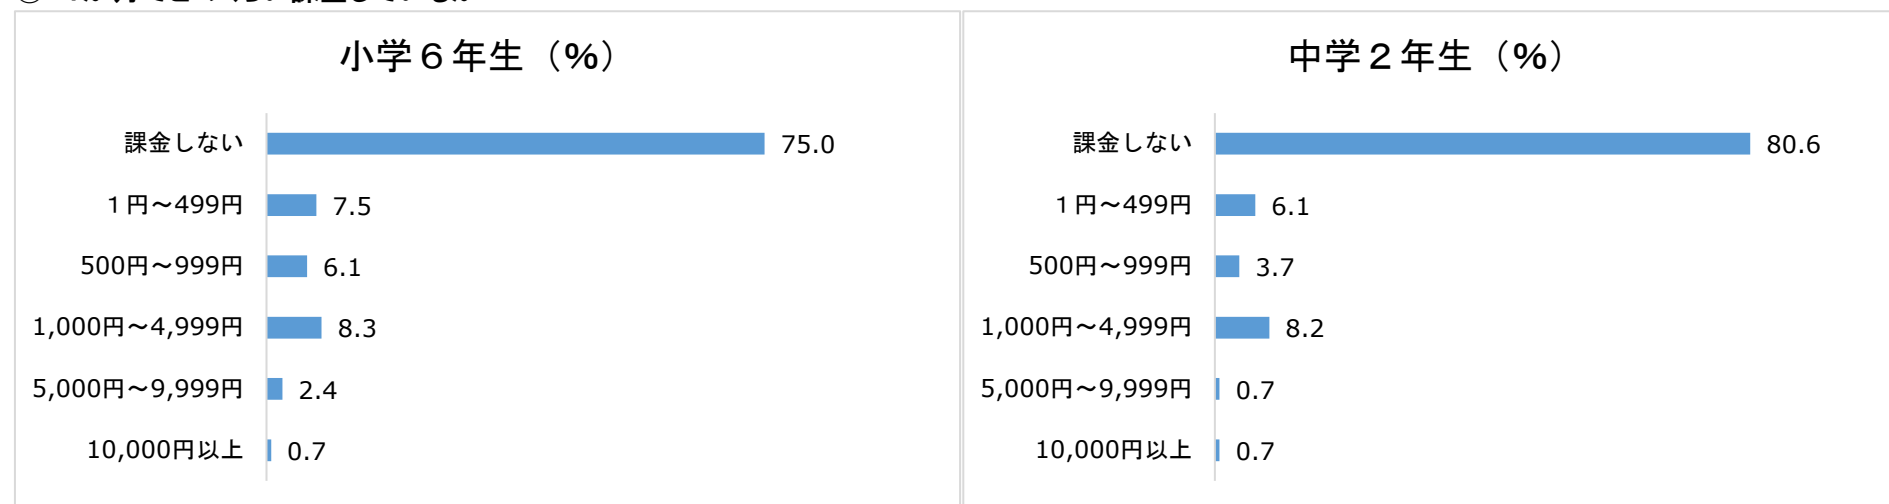 小学６年生（%）
課金しない 75.0
１円～499円 7.5
500円～999円 6.1
1,000円～4,999円 8.3
5,000円～9,999円 2.4
10,000円以上 0.7
中学２年生（%）
課金しない 80.6
１円～499円 6.1
500円～999円 3.7
1,000円～4,999円 8.2
5,000円～9,999円 0.7
10,000円以上 0.7